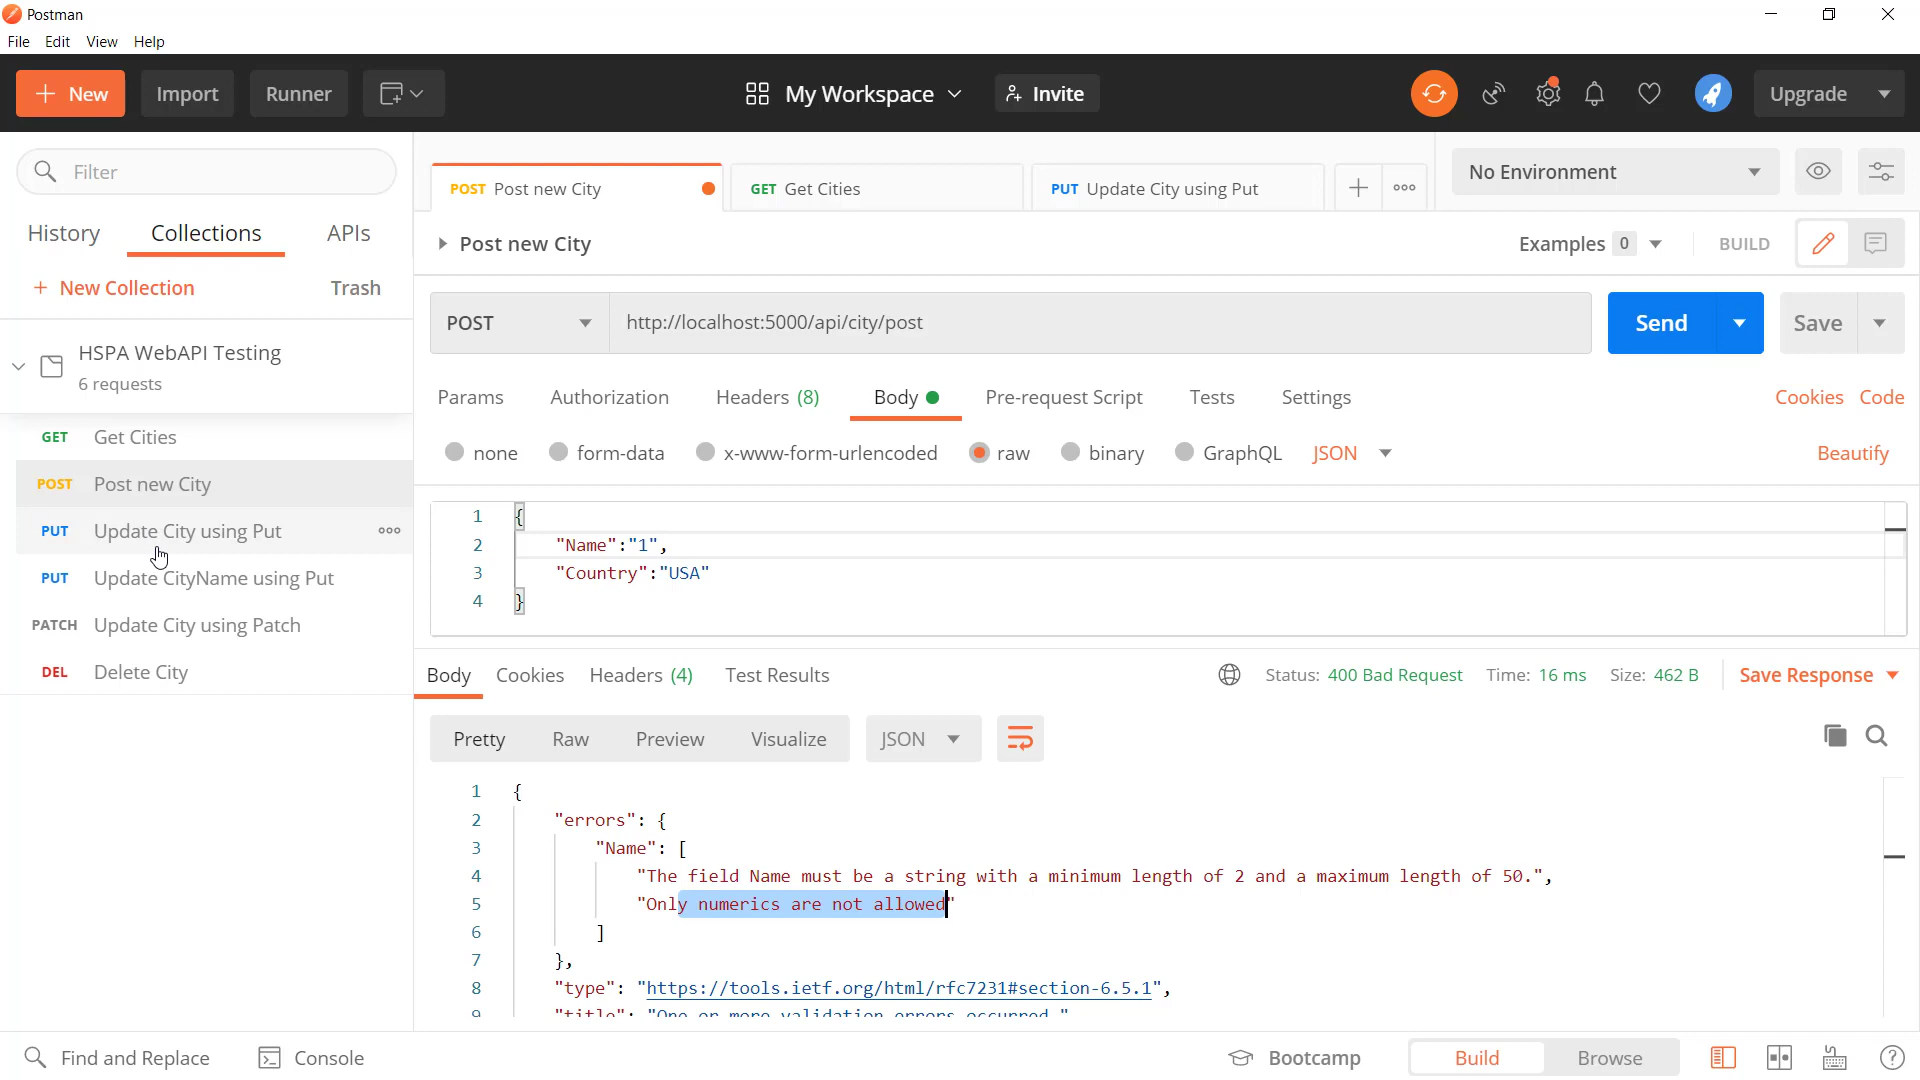 Postman
File Edit View Help
New Import Runner My Workspace Invite Upgrade
Filter
History Collections APIs
New Collection Trash
HSPA WebAPI Testing
6 requests
GET Get Cities
POST Post new City
PUT Update City using Put
PUT Update CityName using Put
PATCH Update City using Patch
DEL Delete City
POST Post new City GET Get Cities PUT Update City using Put No Environment
Post new City Examples 0 BUILD
POST http://localhost:5000/api/city/post Send Save
Params Authorization Headers (8) Body Pre-request Script Tests Settings Cookies Code
none form-data x-www-form-urlencoded raw binary GraphQL JSON Beautify
1 {
2 "Name":"1",
3 "Country":"USA"
4 }
Body Cookies Headers (4) Test Results Status: 400 Bad Request Time: 16 ms Size: 462 B Save Response
Pretty Raw Preview Visualize JSON
1 {
2 "errors": {
3 "Name": [
4 "The field Name must be a string with a minimum length of 2 and a maximum length of 50.",
5 "Only numerics are not allowed"
6 ]
7 },
8 "type": "https://tools.ietf.org/html/rfc7231#section-6.5.1",
9 "title": "One or more validation errors occurred."
Find and Replace Console Bootcamp Build Browse